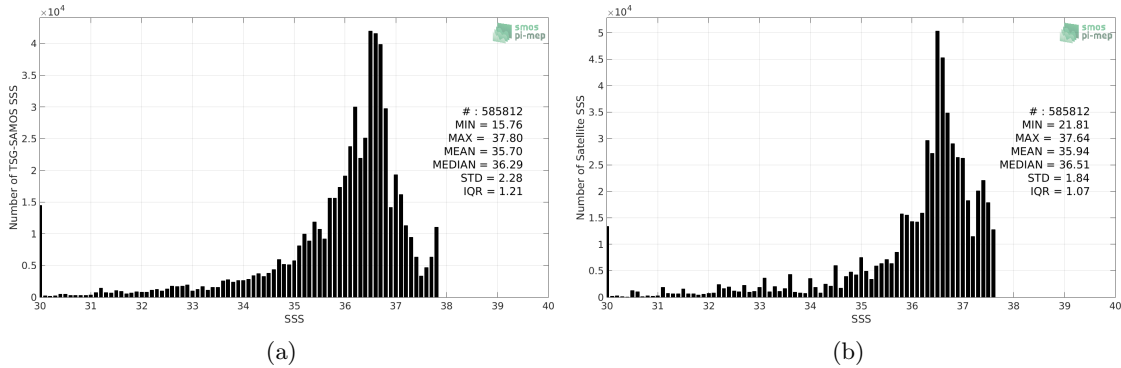 ×10⁴
smos
pi-mep
Number of TSG-SAMOS SSS
4
3.5
3
2.5
2
1.5
1
0.5
0
# : 585812
MIN = 15.76
MAX = 37.80
MEAN = 35.70
MEDIAN = 36.29
STD = 2.28
IQR = 1.21
30 31 32 33 34 35 36 37 38 39 40
SSS
(a)
×10⁴
smos
pi-mep
Number of Satellite SSS
5
4.5
4
3.5
3
2.5
2
1.5
1
0.5
0
# : 585812
MIN = 21.81
MAX = 37.64
MEAN = 35.94
MEDIAN = 36.51
STD = 1.84
IQR = 1.07
30 31 32 33 34 35 36 37 38 39 40
SSS
(b)